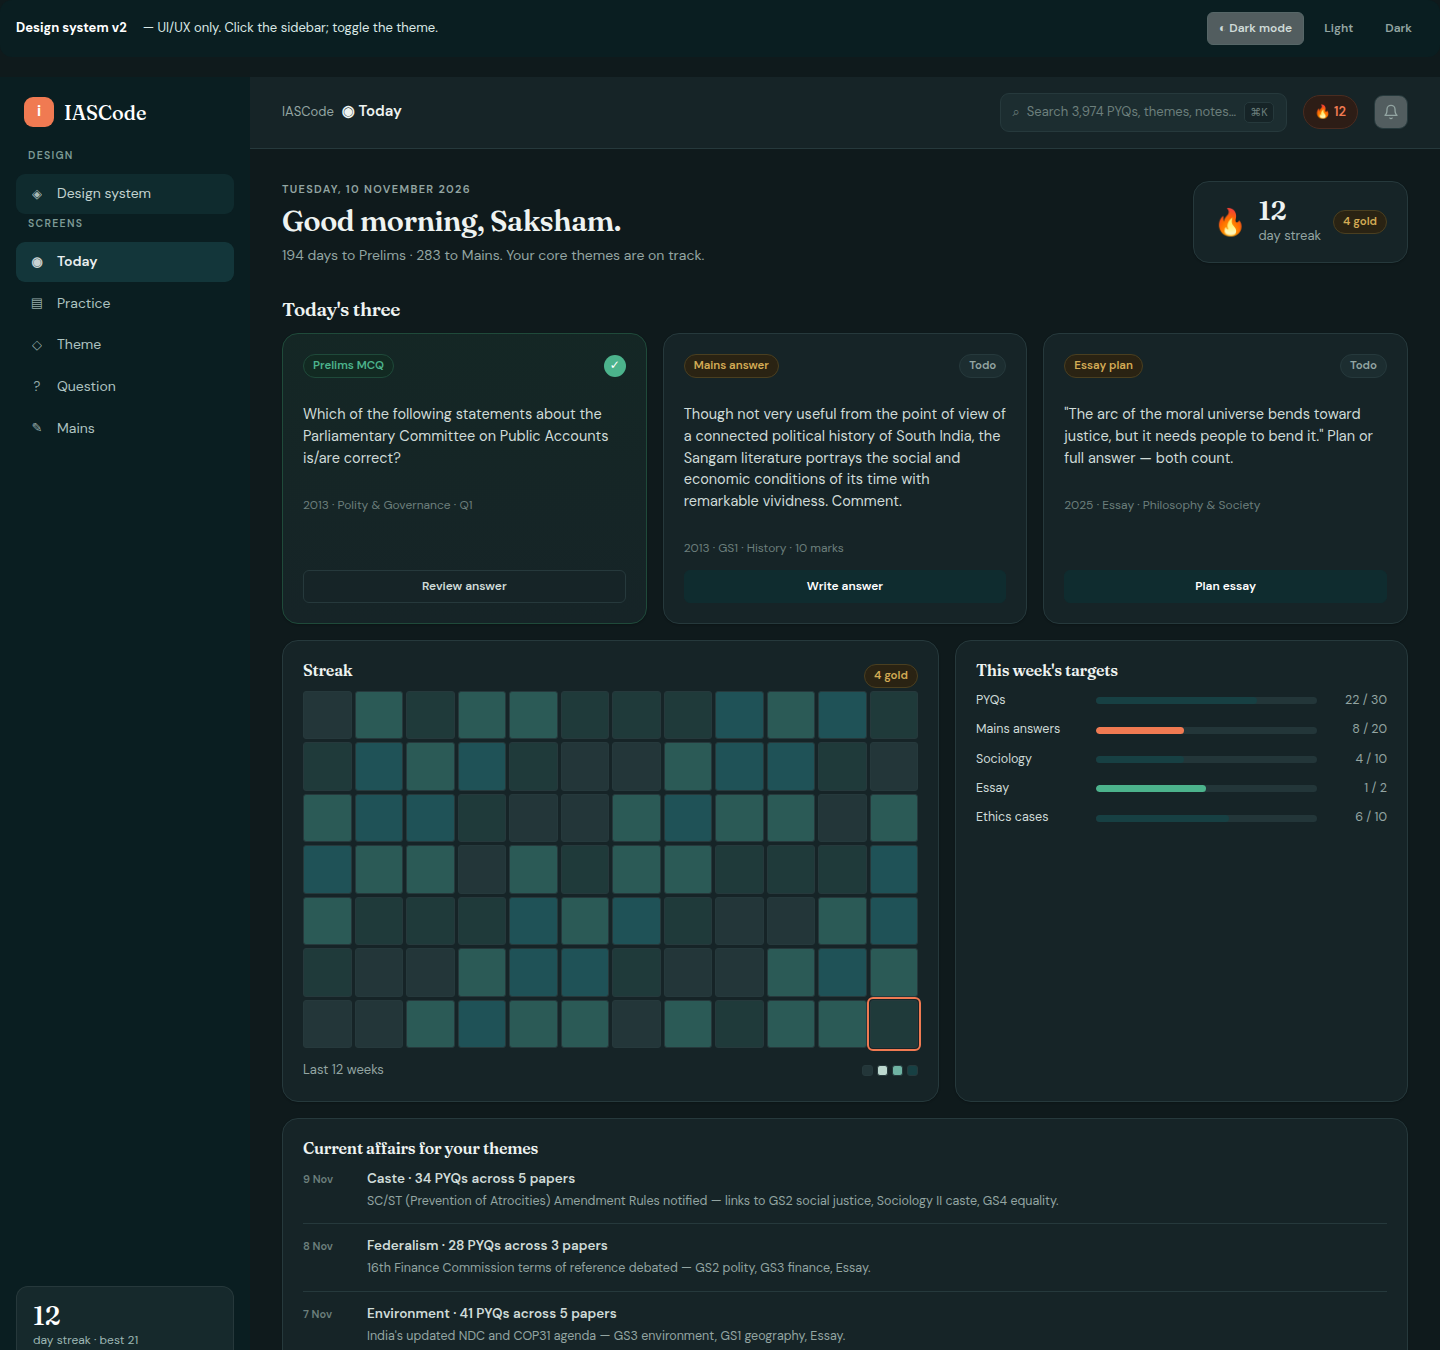 Design system v2 — UI/UX only. Click the sidebar; toggle the theme.
Dark mode Light Dark
i IASCode
DESIGN
Design system
SCREENS
Today
Practice
Theme
? Question
Mains
12
day streak · best 21
IASCode ◉ Today
Search 3,974 PYQs, themes, notes... ⌘K
🔥 12
TUESDAY, 10 NOVEMBER 2026
Good morning, Saksham.
194 days to Prelims · 283 to Mains. Your core themes are on track.
12
day streak
4 gold
Today's three
Prelims MCQ ✓
Which of the following statements about the
Parliamentary Committee on Public Accounts
is/are correct?
2013 · Polity & Governance · Q1
Review answer
Mains answer Todo
Though not very useful from the point of view of
a connected political history of South India, the
Sangam literature portrays the social and
economic conditions of its time with
remarkable vividness. Comment.
2013 · GS1 · History · 10 marks
Write answer
Essay plan Todo
"The arc of the moral universe bends toward
justice, but it needs people to bend it." Plan or
full answer — both count.
2025 · Essay · Philosophy & Society
Plan essay
Streak
4 gold
Last 12 weeks
This week's targets
PYQs 22 / 30
Mains answers 8 / 20
Sociology 4 / 10
Essay 1 / 2
Ethics cases 6 / 10
Current affairs for your themes
9 Nov Caste · 34 PYQs across 5 papers
SC/ST (Prevention of Atrocities) Amendment Rules notified — links to GS2 social justice, Sociology II caste, GS4 equality.
8 Nov Federalism · 28 PYQs across 3 papers
16th Finance Commission terms of reference debated — GS2 polity, GS3 finance, Essay.
7 Nov Environment · 41 PYQs across 5 papers
India's updated NDC and COP31 agenda — GS3 environment, GS1 geography, Essay.